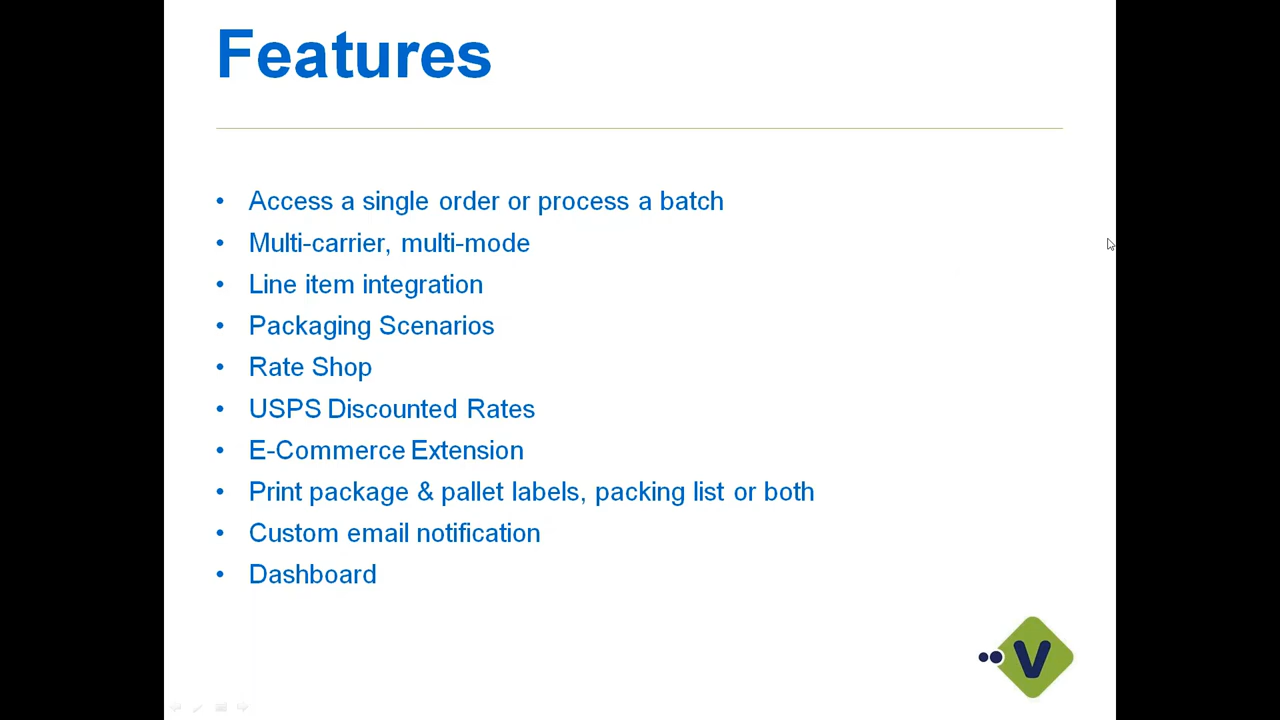 Features
• Access a single order or process a batch
• Multi-carrier, multi-mode
• Line item integration
• Packaging Scenarios
• Rate Shop
• USPS Discounted Rates
• E-Commerce Extension
• Print package & pallet labels, packing list or both
• Custom email notification
• Dashboard
V